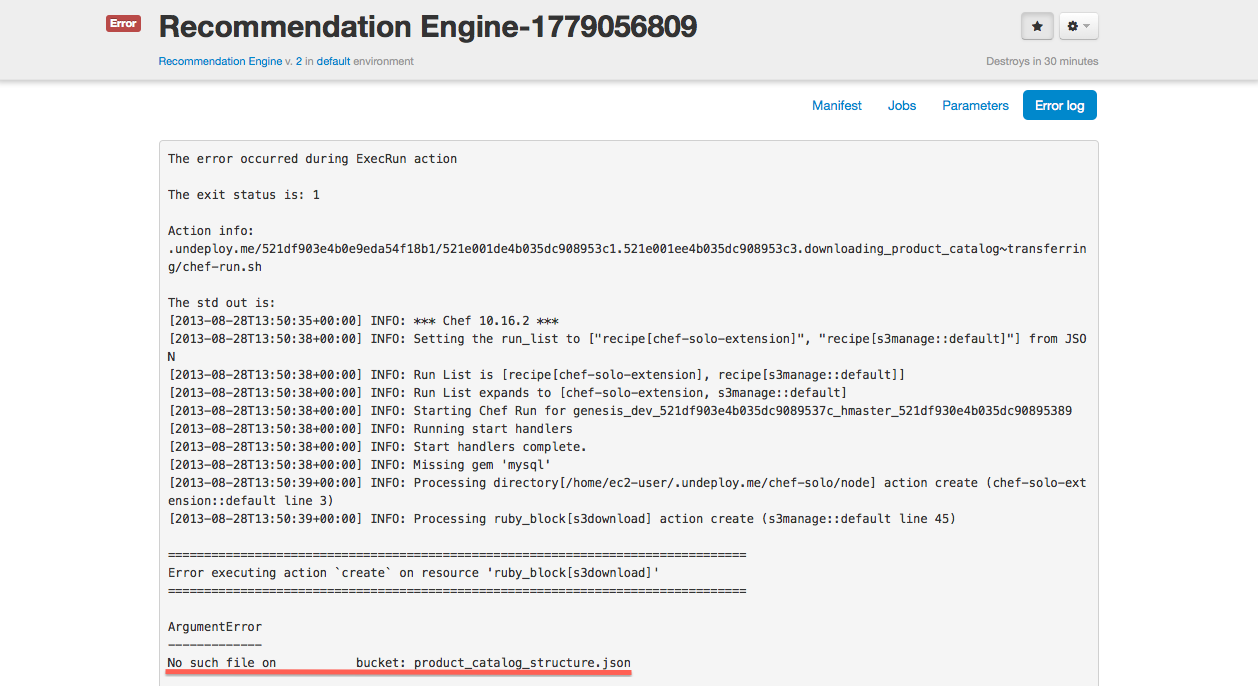 Error
Recommendation Engine-1779056809
Recommendation Engine v. 2 in default environment
Destroys in 30 minutes
Manifest Jobs Parameters Error log
The error occurred during ExecRun action
The exit status is: 1
Action info:
.undeploy.me/521df903e4b0e9eda54f18b1/521e001de4b035dc908953c1.521e001ee4b035dc908953c3.downloading_product_catalog~transferrin
g/chef-run.sh
The std out is:
[2013-08-28T13:50:35+00:00] INFO: *** Chef 10.16.2 ***
[2013-08-28T13:50:38+00:00] INFO: Setting the run_list to ["recipe[chef-solo-extension]", "recipe[s3manage::default]"] from JSO
N
[2013-08-28T13:50:38+00:00] INFO: Run List is [recipe[chef-solo-extension], recipe[s3manage::default]]
[2013-08-28T13:50:38+00:00] INFO: Run List expands to [chef-solo-extension, s3manage::default]
[2013-08-28T13:50:38+00:00] INFO: Starting Chef Run for genesis_dev_521df903e4b035dc9089537c_hmaster_521df930e4b035dc90895389
[2013-08-28T13:50:38+00:00] INFO: Running start handlers
[2013-08-28T13:50:38+00:00] INFO: Start handlers complete.
[2013-08-28T13:50:38+00:00] INFO: Missing gem 'mysql'
[2013-08-28T13:50:39+00:00] INFO: Processing directory[/home/ec2-user/.undeploy.me/chef-solo/node] action create (chef-solo-ext
ension::default line 3)
[2013-08-28T13:50:39+00:00] INFO: Processing ruby_block[s3download] action create (s3manage::default line 45)
================================================================================
Error executing action `create` on resource 'ruby_block[s3download]'
================================================================================
ArgumentError
-------------
No such file on bucket: product_catalog_structure.json